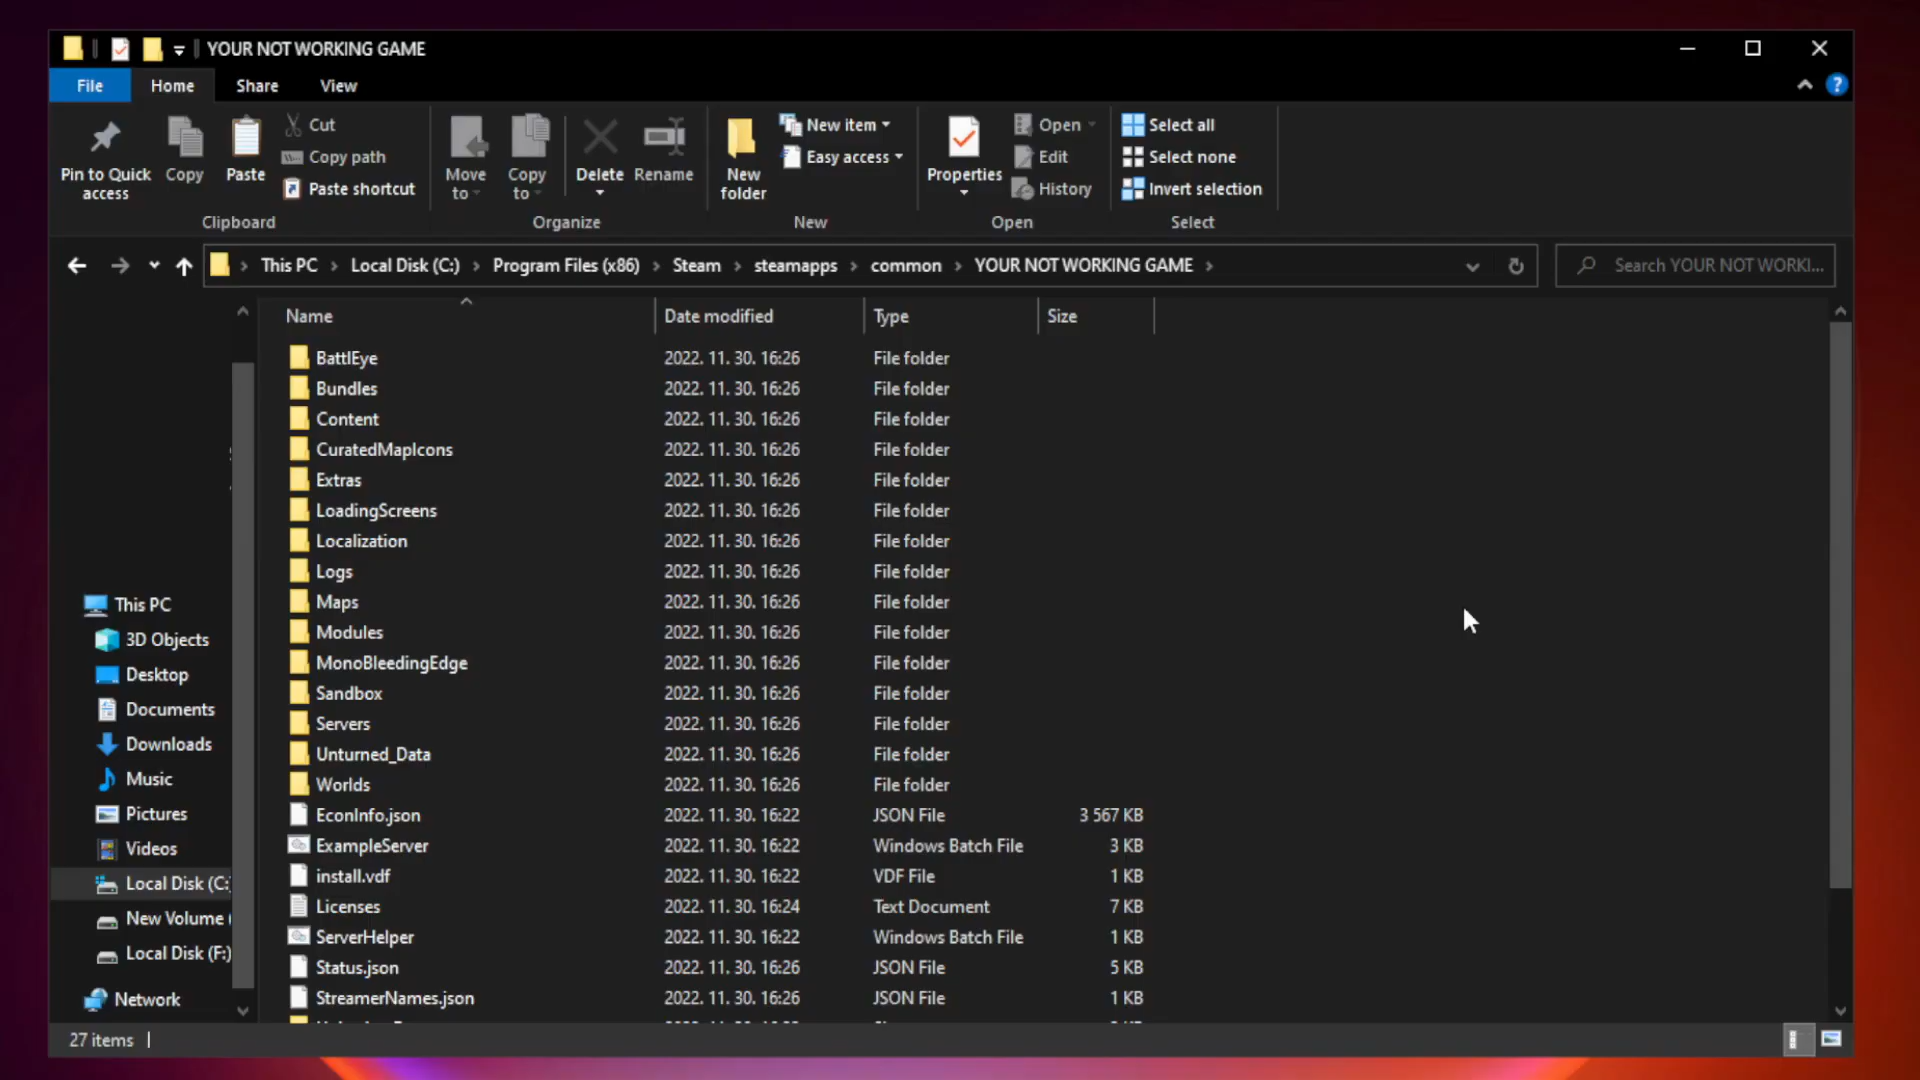 YOUR NOT WORKING GAME
File Home Share View
Pin to Quick access
Copy
Paste
Cut
Copy path
Paste shortcut
Clipboard
Move to
Copy to
Delete
Rename
Organize
New folder
New item
Easy access
New
Properties
Open
Edit
History
Open
Select all
Select none
Invert selection
Select
This PC Local Disk (C:) Program Files (x86) Steam steamapps common YOUR NOT WORKING GAME
Search YOUR NOT WORKI...
This PC
3D Objects
Desktop
Documents
Downloads
Music
Pictures
Videos
Local Disk (C:
New Volume (
Local Disk (F:)
Network
Name Date modified Type Size
BattlEye 2022. 11. 30. 16:26 File folder
Bundles 2022. 11. 30. 16:26 File folder
Content 2022. 11. 30. 16:26 File folder
CuratedMapIcons 2022. 11. 30. 16:26 File folder
Extras 2022. 11. 30. 16:26 File folder
LoadingScreens 2022. 11. 30. 16:26 File folder
Localization 2022. 11. 30. 16:26 File folder
Logs 2022. 11. 30. 16:26 File folder
Maps 2022. 11. 30. 16:26 File folder
Modules 2022. 11. 30. 16:26 File folder
MonoBleedingEdge 2022. 11. 30. 16:26 File folder
Sandbox 2022. 11. 30. 16:26 File folder
Servers 2022. 11. 30. 16:26 File folder
Unturned_Data 2022. 11. 30. 16:26 File folder
Worlds 2022. 11. 30. 16:26 File folder
EconInfo.json 2022. 11. 30. 16:22 JSON File 3 567 KB
ExampleServer 2022. 11. 30. 16:22 Windows Batch File 3 KB
install.vdf 2022. 11. 30. 16:22 VDF File 1 KB
Licenses 2022. 11. 30. 16:24 Text Document 7 KB
ServerHelper 2022. 11. 30. 16:22 Windows Batch File 1 KB
Status.json 2022. 11. 30. 16:26 JSON File 5 KB
StreamerNames.json 2022. 11. 30. 16:26 JSON File 1 KB
27 items